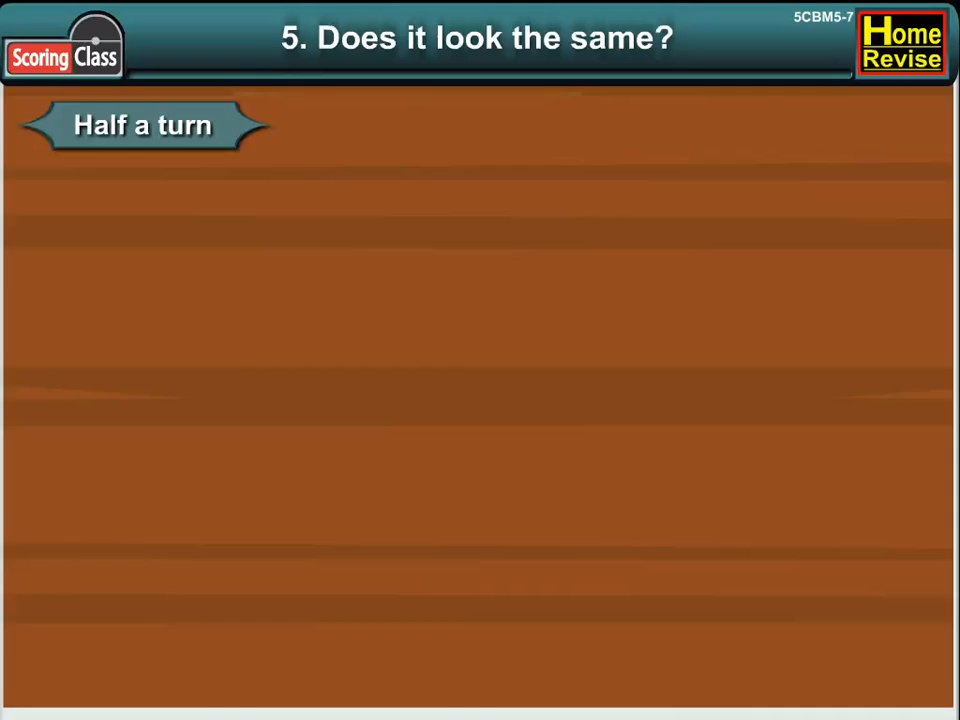 5. Does it look the same?
5CBM5-7
Home
Revise
Scoring Class
Half a turn